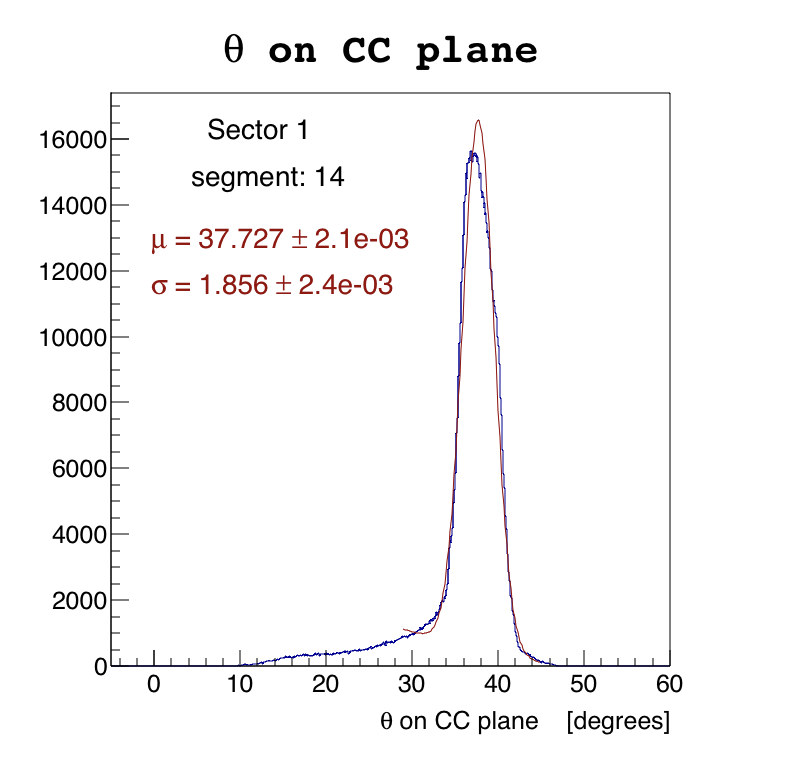 θ on CC plane
Sector 1
segment: 14
μ = 37.727 ± 2.1e-03
σ = 1.856 ± 2.4e-03
16000
14000
12000
10000
8000
6000
4000
2000
0
0 10 20 30 40 50 60
θ on CC plane [degrees]